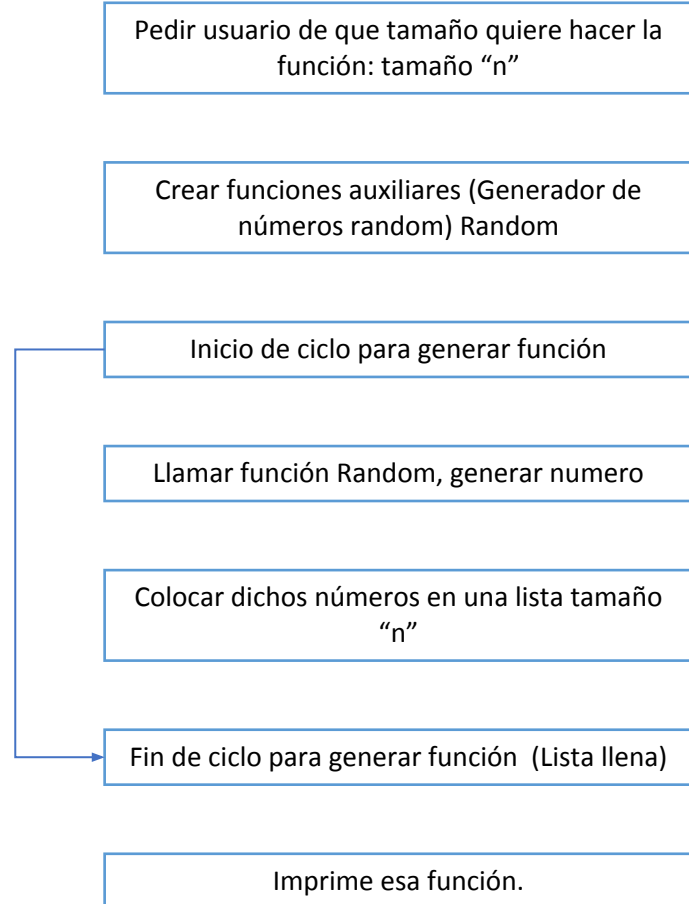 Pedir usuario de que tamaño quiere hacer la
función: tamaño “n”
Crear funciones auxiliares (Generador de
números random) Random
Inicio de ciclo para generar función
Llamar función Random, generar numero
Colocar dichos números en una lista tamaño
“n”
Fin de ciclo para generar función  (Lista llena)
Imprime esa función.